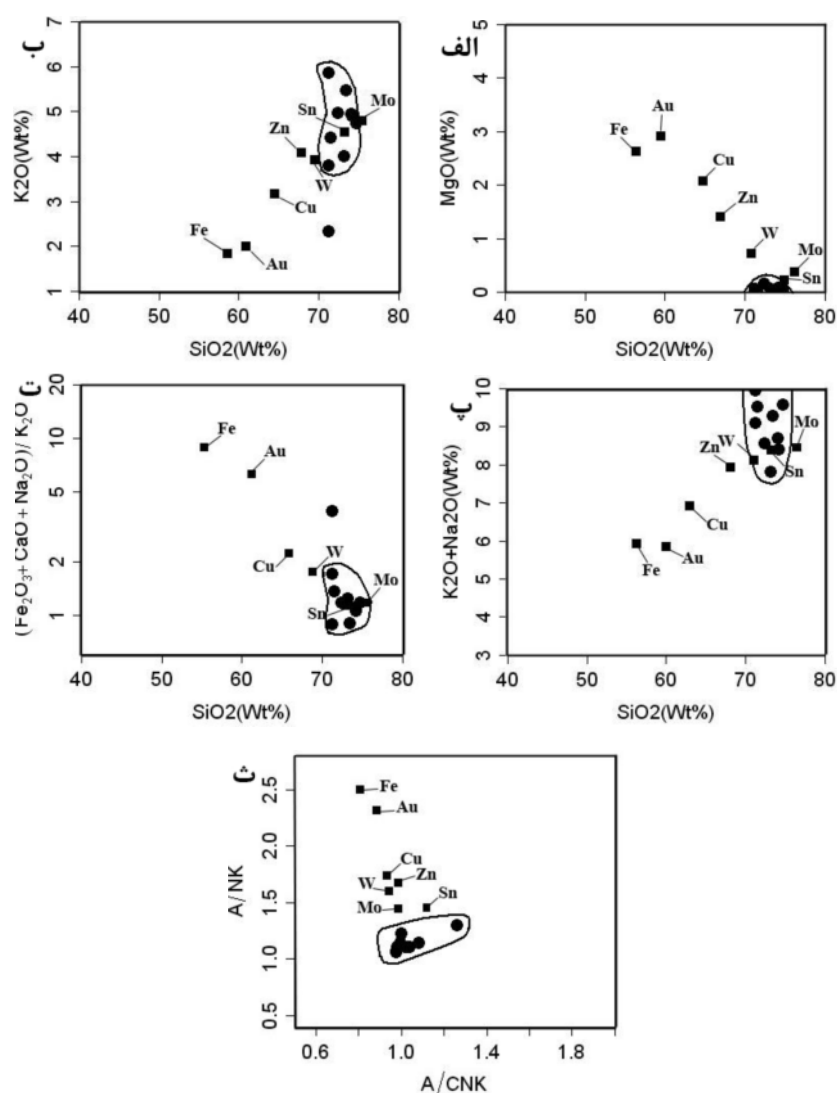 ب
K2O(Wt%)
7
6
5
4
3
2
1
Mo
Sn
Zn
W
Cu
Fe
Au
40 50 60 70 80
SiO2(Wt%)
الف
MgO(Wt%)
5
4
3
2
1
0
Au
Fe
Cu
Zn
W
Mo
Sn
40 50 60 70 80
SiO2(Wt%)
ت
(Fe₂O₃+ CaO + Na₂O)/ K₂O
20
10
5
2
1
Fe
Au
Cu
W
Mo
Sn
40 50 60 70 80
SiO2(Wt%)
پ
K2O+Na2O(Wt%)
10
9
8
7
6
5
4
3
Mo
W
Zn
Sn
Cu
Fe
Au
40 50 60 70 80
SiO2(Wt%)
ث
A/NK
2.5
2.0
1.5
1.0
0.5
Fe
Au
Cu
Zn
W
Sn
Mo
0.6 1.0 1.4 1.8
A/CNK